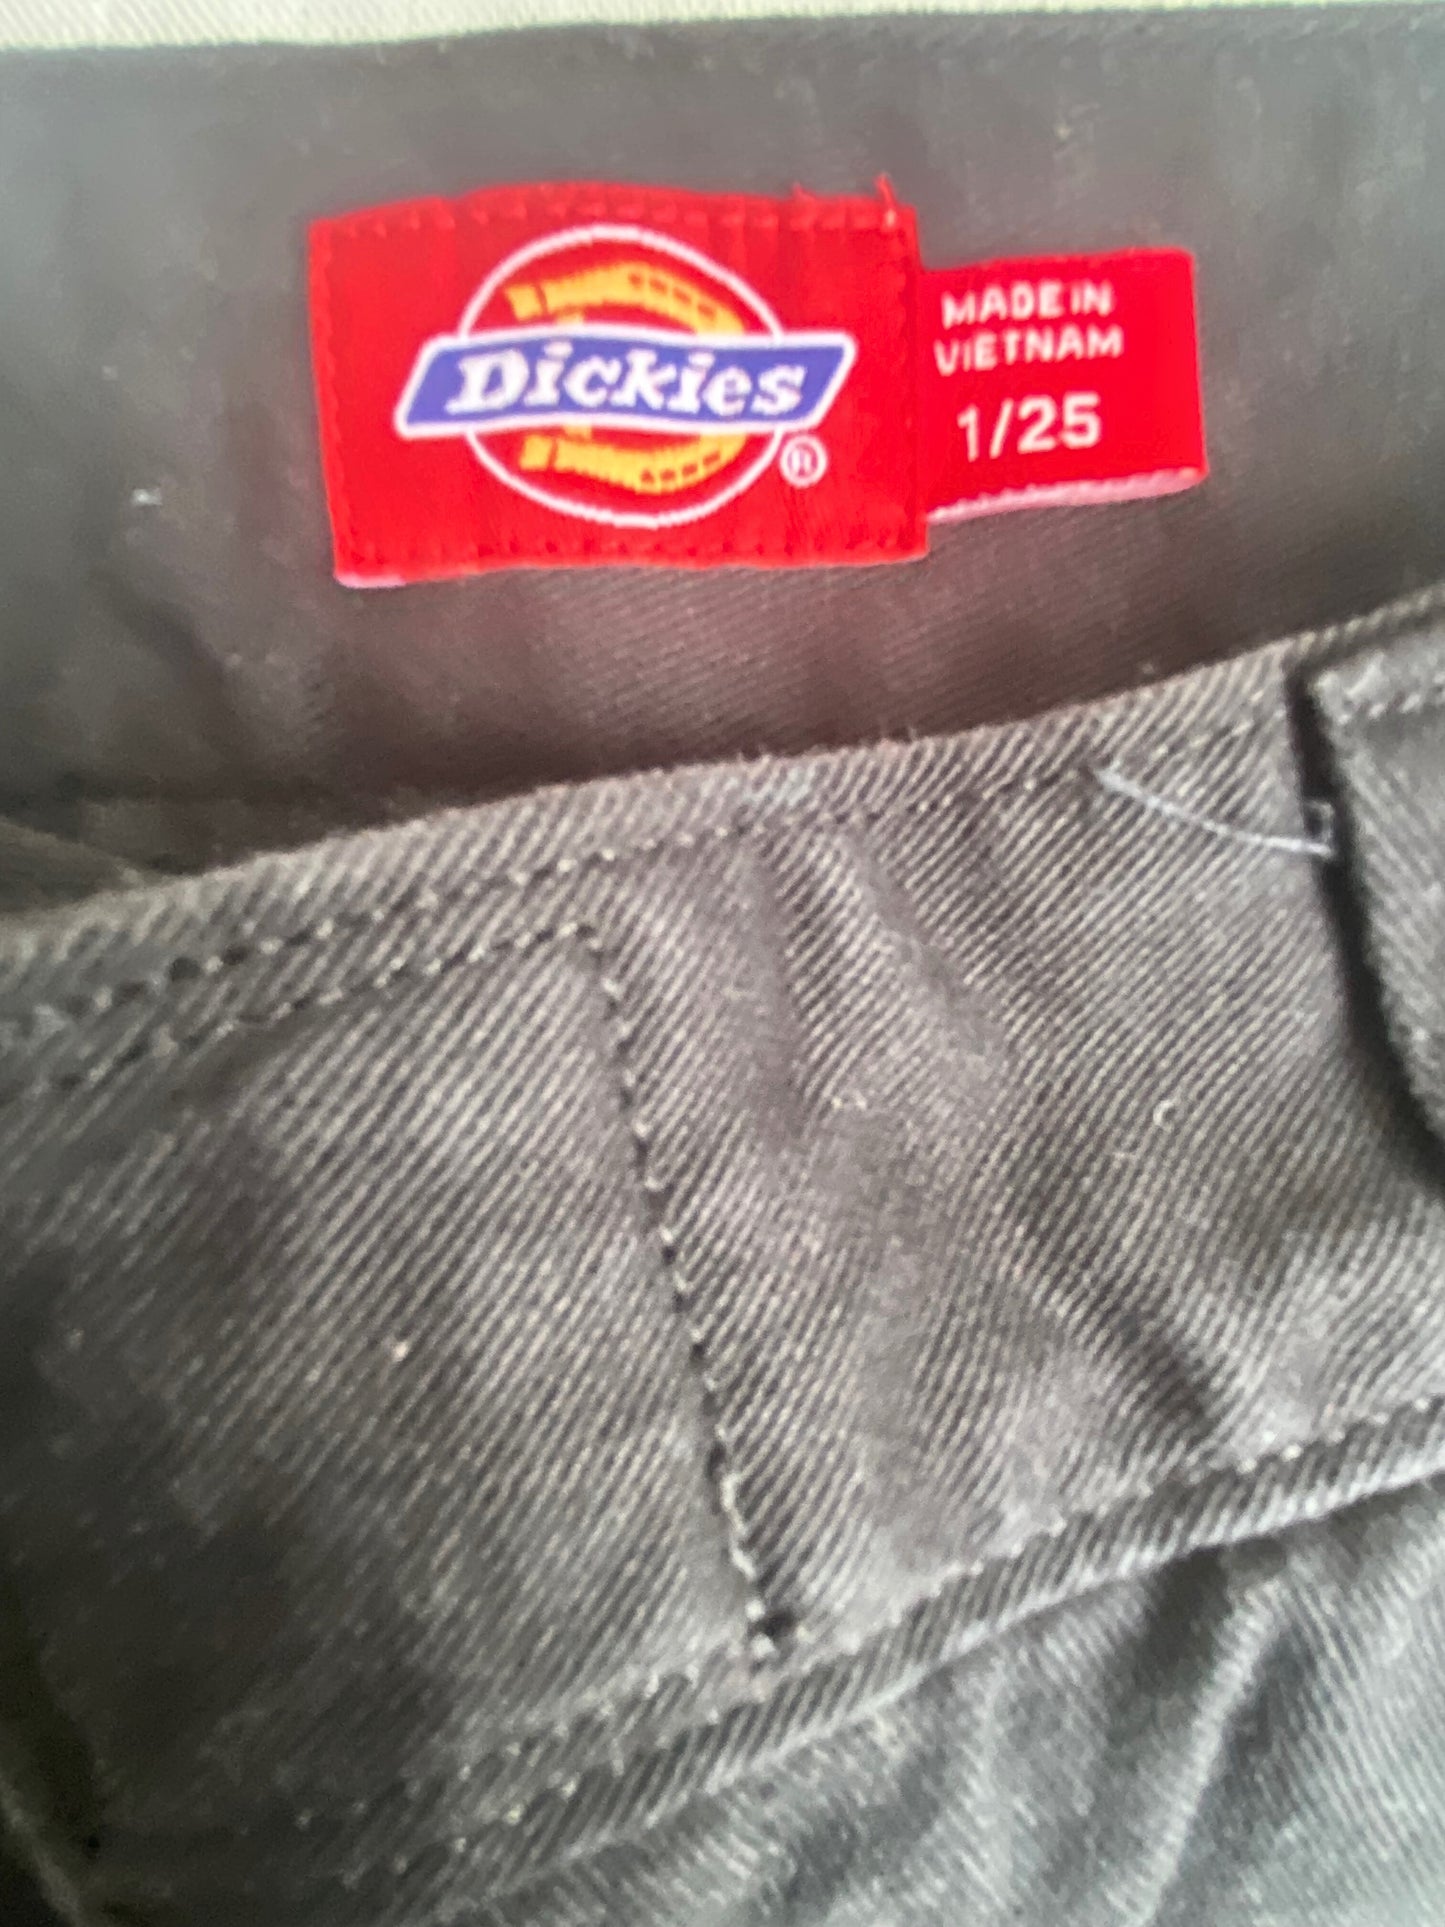 Dickies
®
MADE IN
VIETNAM
1/25